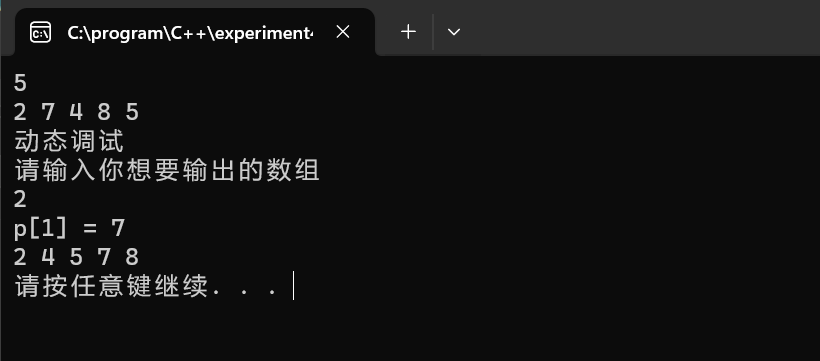 C:\program\C++\experiment
5
2 7 4 8 5
动态调试
请输入你想要输出的数组
2
p[1] = 7
2 4 5 7 8
请按任意键继续. . .